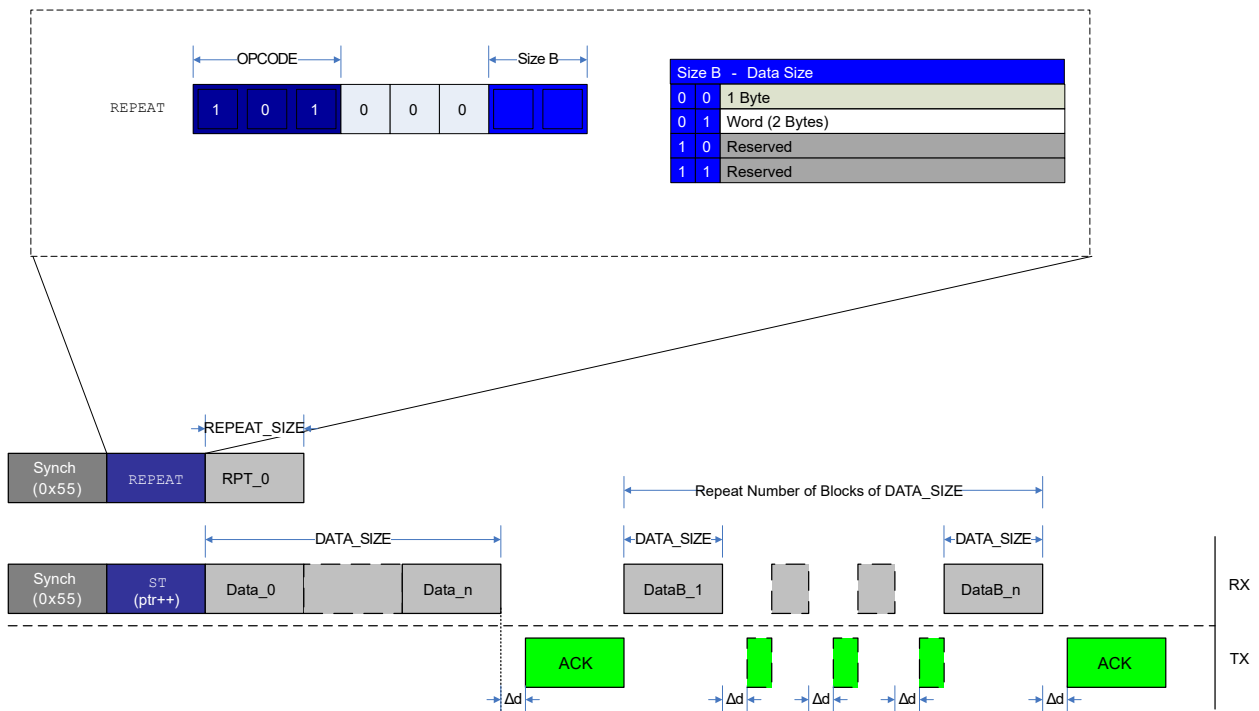 OPCODE
Size B
REPEAT
1 0 1 0 0 0
Size B - Data Size
0 0 1 Byte
0 1 Word (2 Bytes)
1 0 Reserved
1 1 Reserved
REPEAT_SIZE
Synch
(0x55)
REPEAT
RPT_0
Repeat Number of Blocks of DATA_SIZE
DATA_SIZE
DATA_SIZE
DATA_SIZE
Synch
(0x55)
ST
(ptr++)
Data_0
Data_n
DataB_1
DataB_n
RX
ACK
ACK
TX
Δd
Δd
Δd
Δd
Δd